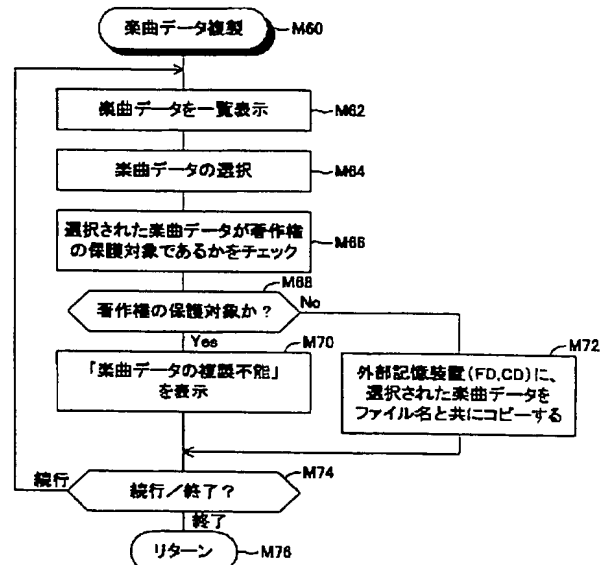 楽曲データ複製
M60
楽曲データを一覧表示
M62
楽曲データの選択
M64
選択された楽曲データが著作権
の保護対象であるかをチェック
M66
M68
著作権の保護対象か?
No
Yes
M70
「楽曲データの複製不能」
を表示
M72
外部記憶装置(FD,CD)に、
選択された楽曲データを
ファイル名と共にコピーする
続行
M74
続行/終了?
終了
リターン
M76